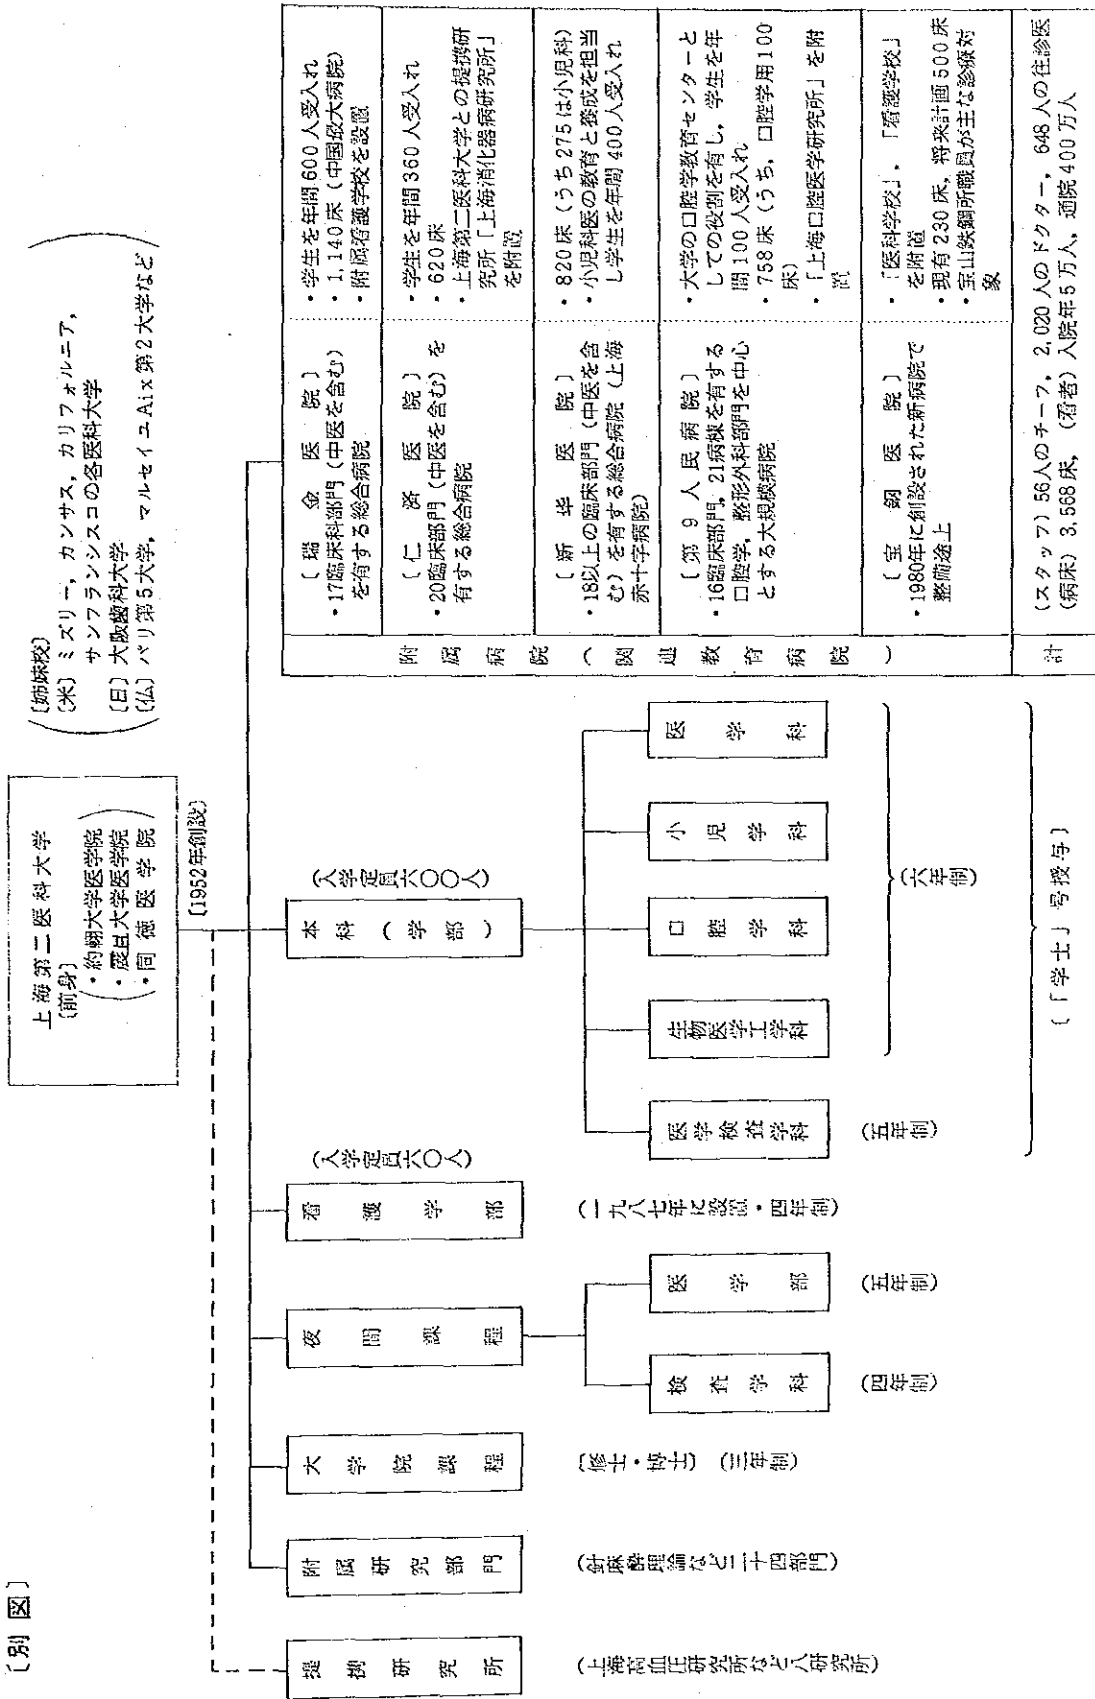 〔別 図〕
上海第二医科大学
〔前身〕
・約翰大学医学院
・震旦大学医学院
・同徳医学院
〔姉妹校〕
〔米〕ミズリー，カンサス，カリフォルニア，
サンフランシスコの各医科大学
〔日〕大阪歯科大学
〔仏〕パリ第5大学，マルセイユAix第2大学など
〔1952年創設〕
提携研究所
(上海高血圧研究所など八研究所)
附属研究部門
(針麻酔理論など二十四部門)
大学院課程
〔修士・博士〕(三年制)
夜間課程
検査学科
(四年制)
医学部
(五年制)
看護学部
(入学定員六〇人)
(一九八七年に設置・四年制)
本科（学部）
(入学定員六〇〇人)
医学検査学科
(五年制)
生物医学工学科
口腔学科
小児学科
医学科
(六年制)
(「学士」号授与)
附属病院（関連教育病院）
〔瑞金医院〕
・17臨床科部門（中医を含む）
を有する総合病院
・学生を年間600人受入れ
・1,140床（中国最大病院）
・附属看護学校を設置
〔仁済医院〕
・20臨床部門（中医を含む）を
有する総合病院
・学生を年間360人受入れ
・620床
・上海第二医科大学との提携研
究所「上海消化器病研究所」
を附設
〔新华医院〕
・18以上の臨床部門（中医を含
む）を有する総合病院（上海
赤十字病院）
・820床（うち275は小児科）
・小児科医の教育と養成を担当
し学生を年間400人受入れ
〔第9人民病院〕
・16臨床部門，21病棟を有する
口腔学，整形外科部門を中心
とする大規模病院
・大学の口腔学教育センターと
しての役割を有し，学生を年
間100人受入れ
・758床（うち，口腔学用100
床）
・「上海口腔医学研究所」を附
置
〔宝鋼医院〕
・1980年に創設された新病院で
整備途上
・「医科学校」，「看護学校」
を附置
・現有230床，将来計画500床
・宝山鉄鋼所職員が主な診療対
象
計
(スタッフ) 56人のチーフ，2,020人のドクター，648人の往診医
(病床) 3,568床，(看者) 入院年5万人，通院400万人